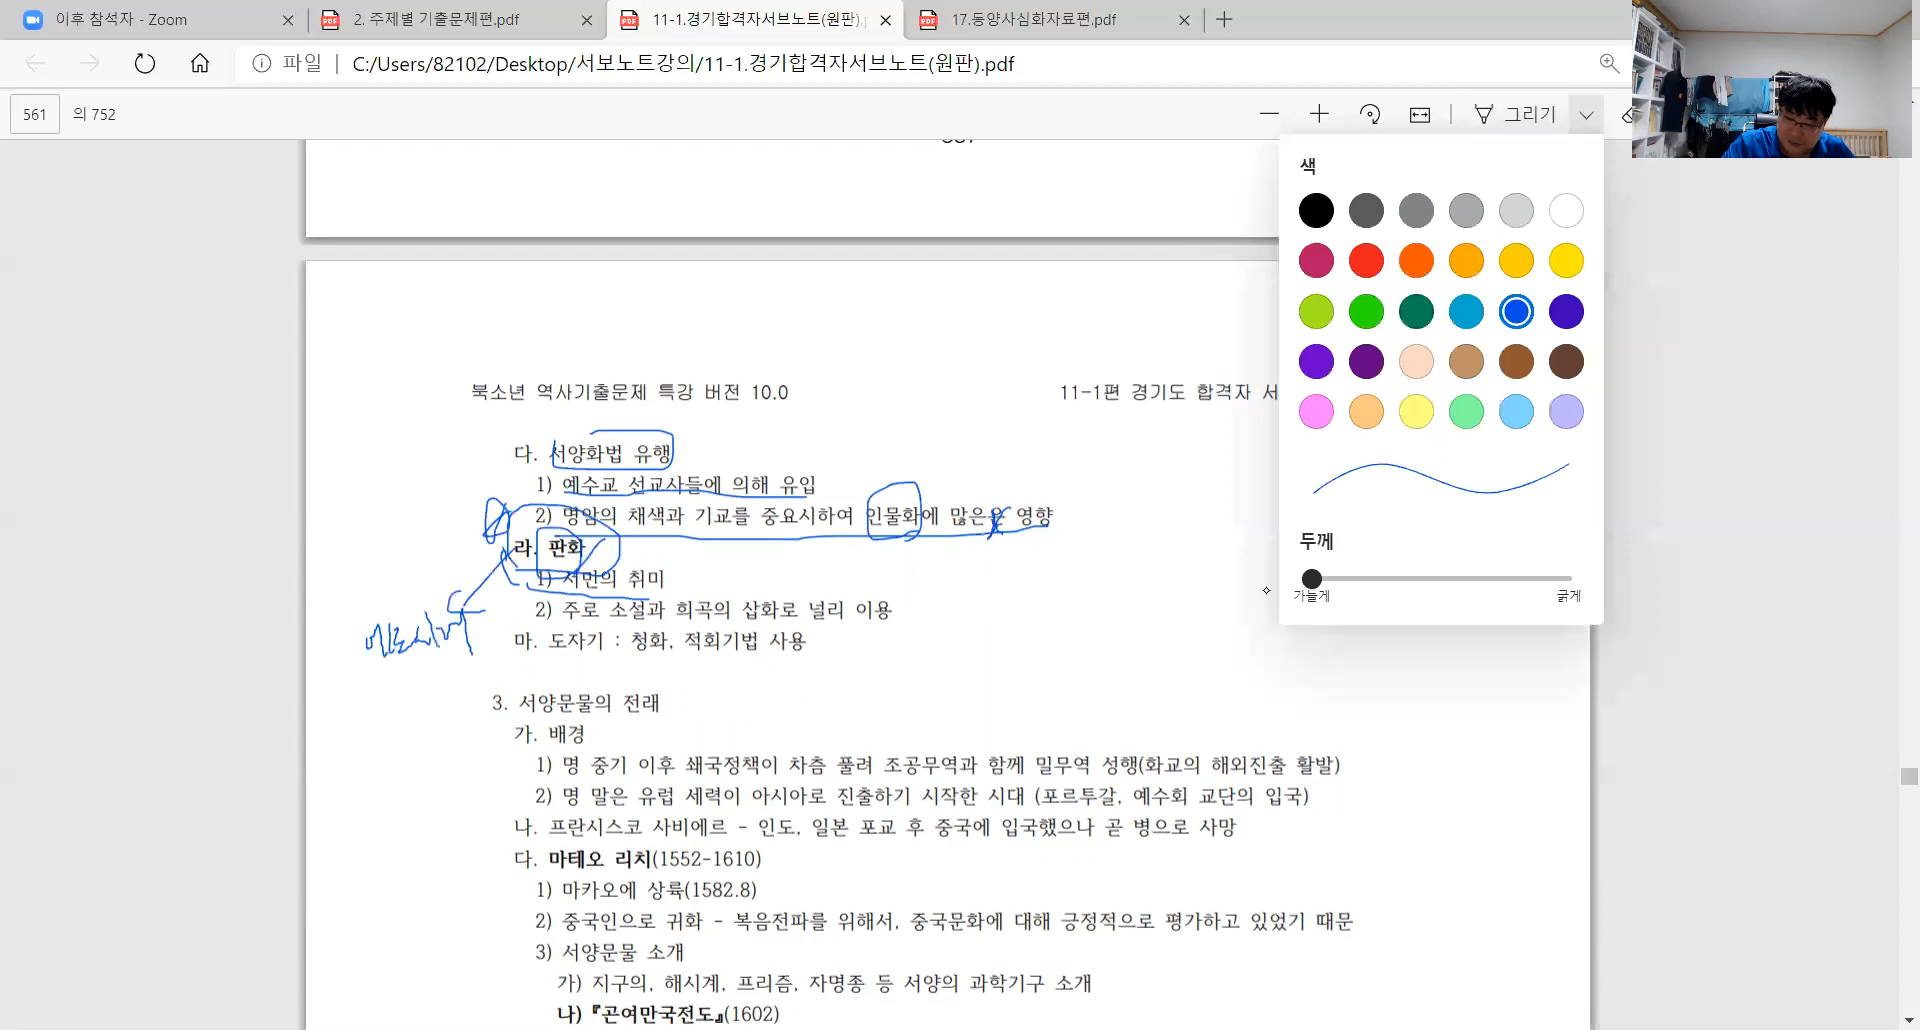 이후 참석자 - Zoom
2. 주제별 기출문제편.pdf
11-1.경기합격자서브노트(원판).p
17.동양사심화자료편.pdf
파일
C:/Users/82102/Desktop/서보노트강의/11-1.경기합격자서브노트(원판).pdf
561 의 752
그리기
색
두께
가늘게 굵게
북소년 역사기출문제 특강 버전 10.0
11-1편 경기도 합격자 서
다. 서양화법 유행
1) 예수교 선교사들에 의해 유입
2) 명암의 채색과 기교를 중요시하여 인물화에 많은 영향
라. 판화
1) 서민의 취미
2) 주로 소설과 희곡의 삽화로 널리 이용
마. 도자기 : 청화, 적회기법 사용
3. 서양문물의 전래
가. 배경
1) 명 중기 이후 쇄국정책이 차츰 풀려 조공무역과 함께 밀무역 성행(화교의 해외진출 활발)
2) 명 말은 유럽 세력이 아시아로 진출하기 시작한 시대 (포르투갈, 예수회 교단의 입국)
나. 프란시스코 사비에르 - 인도, 일본 포교 후 중국에 입국했으나 곧 병으로 사망
다. 마테오 리치(1552-1610)
1) 마카오에 상륙(1582.8)
2) 중국인으로 귀화 - 복음전파를 위해서, 중국문화에 대해 긍정적으로 평가하고 있었기 때문
3) 서양문물 소개
가) 지구의, 해시계, 프리즘, 자명종 등 서양의 과학기구 소개
나)『곤여만국전도』(1602)